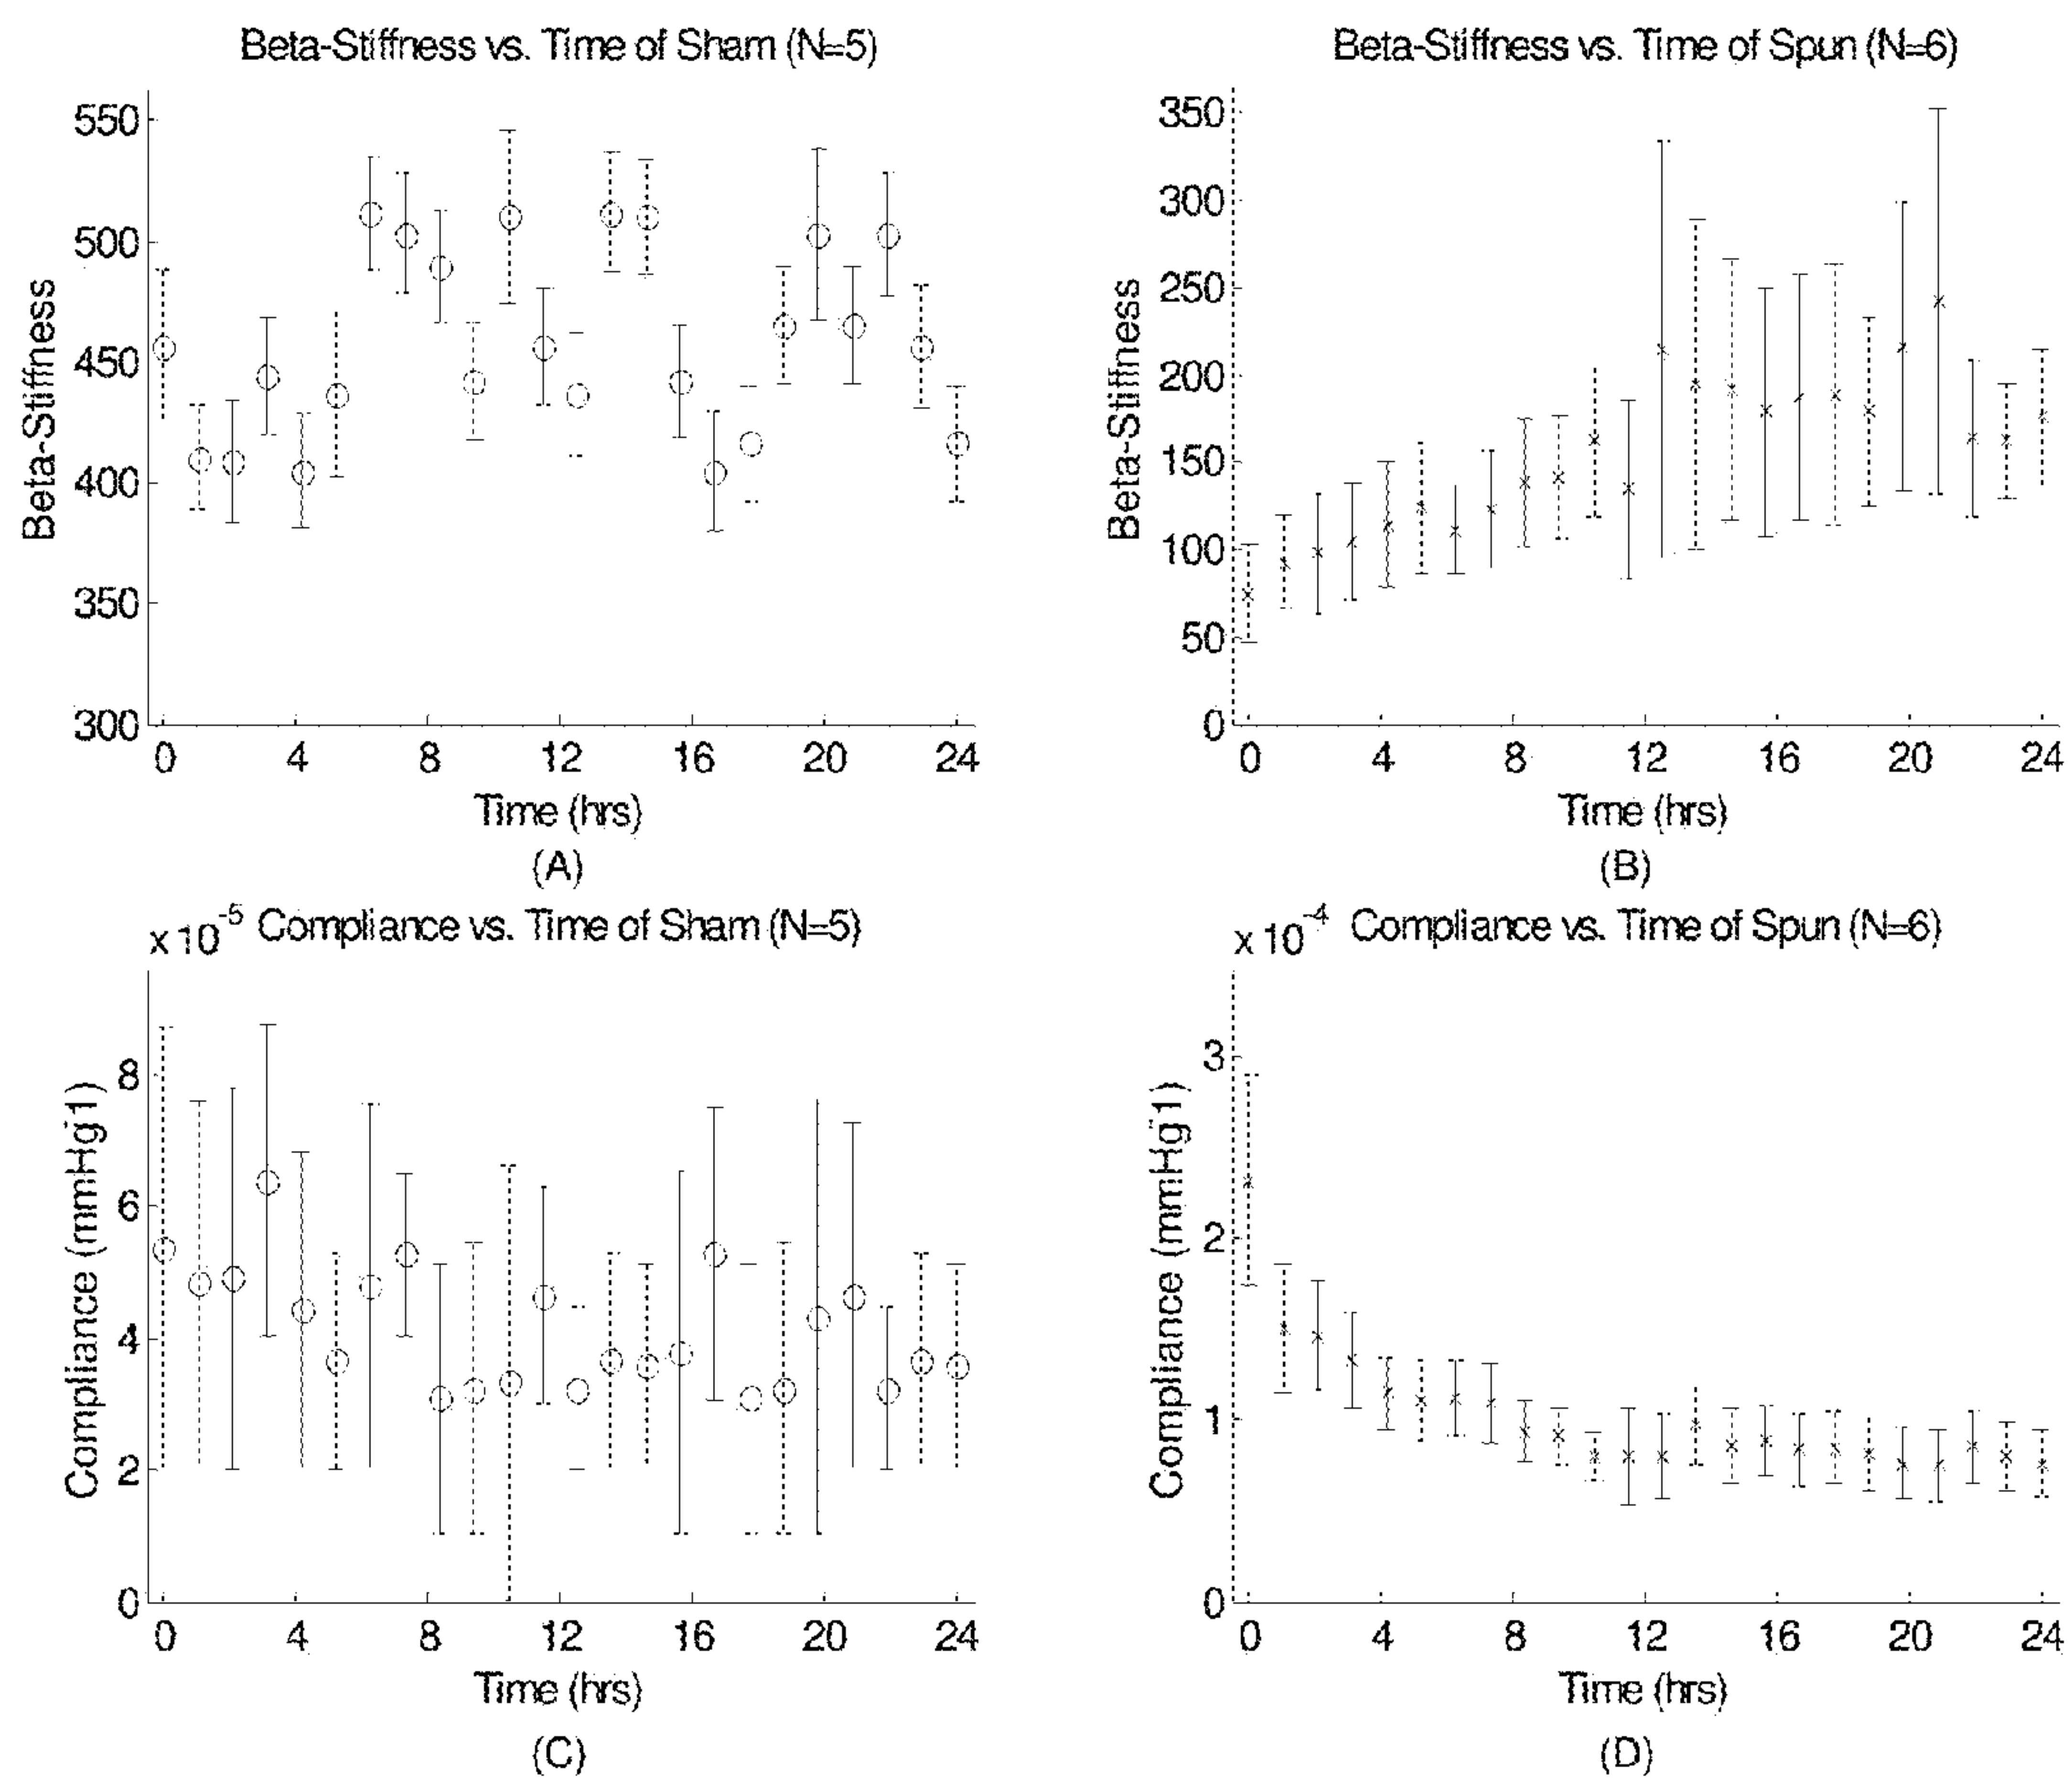 Beta-Stiffness vs. Time of Sham (N=5)
550
500
450
400
350
300
Beta-Stiffness
0 4 8 12 16 20 24
Time (hrs)
(A)
Beta-Stiffness vs. Time of Spun (N=6)
350
300
250
200
150
100
50
0
Beta-Stiffness
0 4 8 12 16 20 24
Time (hrs)
(B)
x 10-5 Compliance vs. Time of Sham (N=5)
8
6
4
2
0
Compliance (mmHg-1)
0 4 8 12 16 20 24
Time (hrs)
(C)
x 10-4 Compliance vs. Time of Spun (N=6)
3
2
1
0
Compliance (mmHg-1)
0 4 8 12 16 20 24
Time (hrs)
(D)